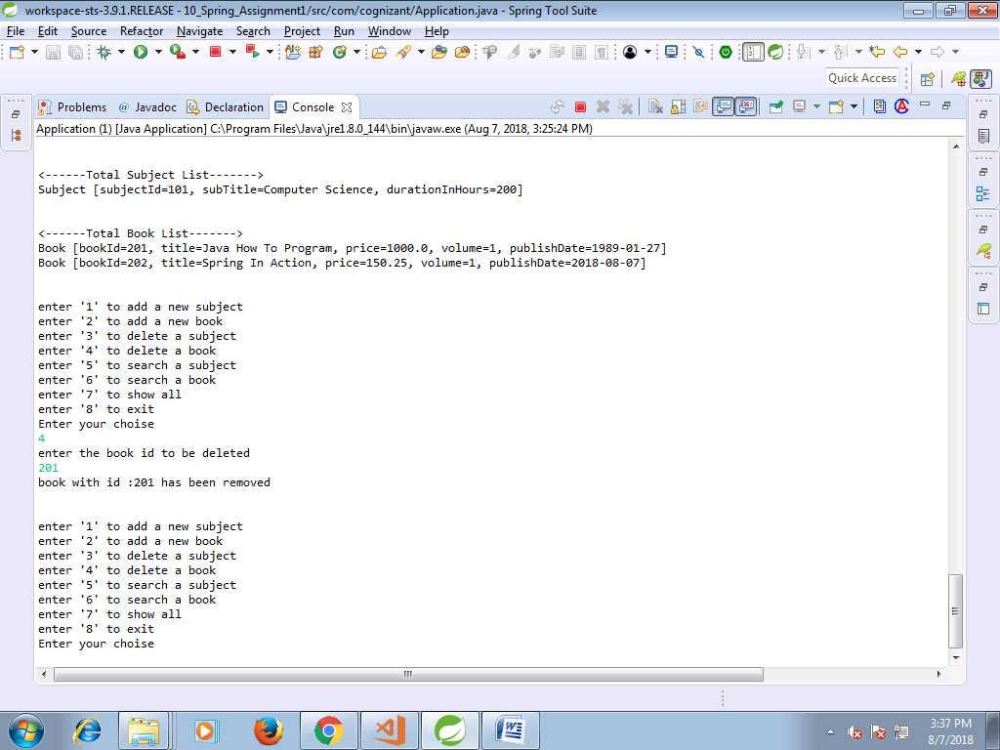 workspace-sts-3.9.1.RELEASE - 10_Spring_Assignment1/src/com/cognizant/Application.java - Spring Tool Suite
File Edit Source Refactor Navigate Search Project Run Window Help
Quick Access
Problems @ Javadoc Declaration Console
Application (1) [Java Application] C:\Program Files\Java\jre1.8.0_144\bin\javaw.exe (Aug 7, 2018, 3:25:24 PM)
<------Total Subject List------->
Subject [subjectId=101, subTitle=Computer Science, durationInHours=200]
<------Total Book List------->
Book [bookId=201, title=Java How To Program, price=1000.0, volume=1, publishDate=1989-01-27]
Book [bookId=202, title=Spring In Action, price=150.25, volume=1, publishDate=2018-08-07]
enter '1' to add a new subject
enter '2' to add a new book
enter '3' to delete a subject
enter '4' to delete a book
enter '5' to search a subject
enter '6' to search a book
enter '7' to show all
enter '8' to exit
Enter your choise
4
enter the book id to be deleted
201
book with id :201 has been removed
enter '1' to add a new subject
enter '2' to add a new book
enter '3' to delete a subject
enter '4' to delete a book
enter '5' to search a subject
enter '6' to search a book
enter '7' to show all
enter '8' to exit
Enter your choise
3:37 PM
8/7/2018